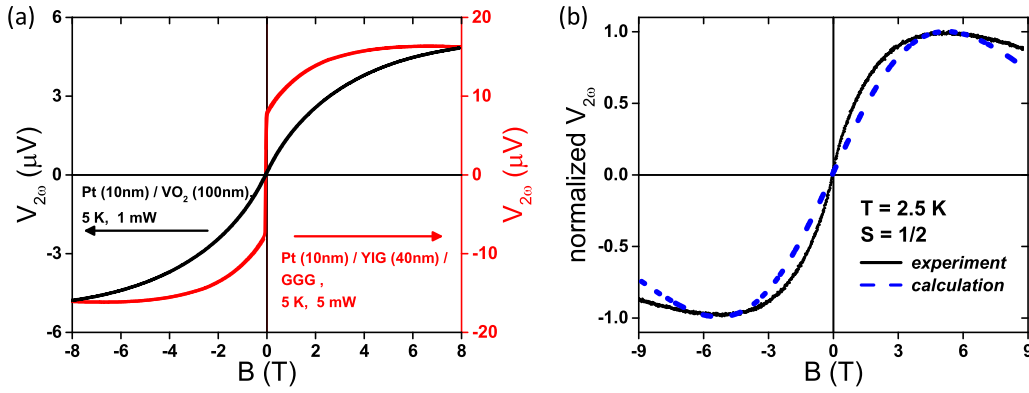 (a)
6
3
0
-3
-6
V2ω (μV)
20
10
0
-10
-20
V2ω (μV)
Pt (10nm) / VO2 (100nm),
5 K, 1 mW
Pt (10nm) / YIG (40nm) /
GGG ,
5 K, 5 mW
-8 -6 -4 -2 0 2 4 6 8
B (T)
(b)
1.0
0.5
0.0
-0.5
-1.0
normalized V2ω
T = 2.5 K
S = 1/2
experiment
calculation
-9 -6 -3 0 3 6 9
B (T)